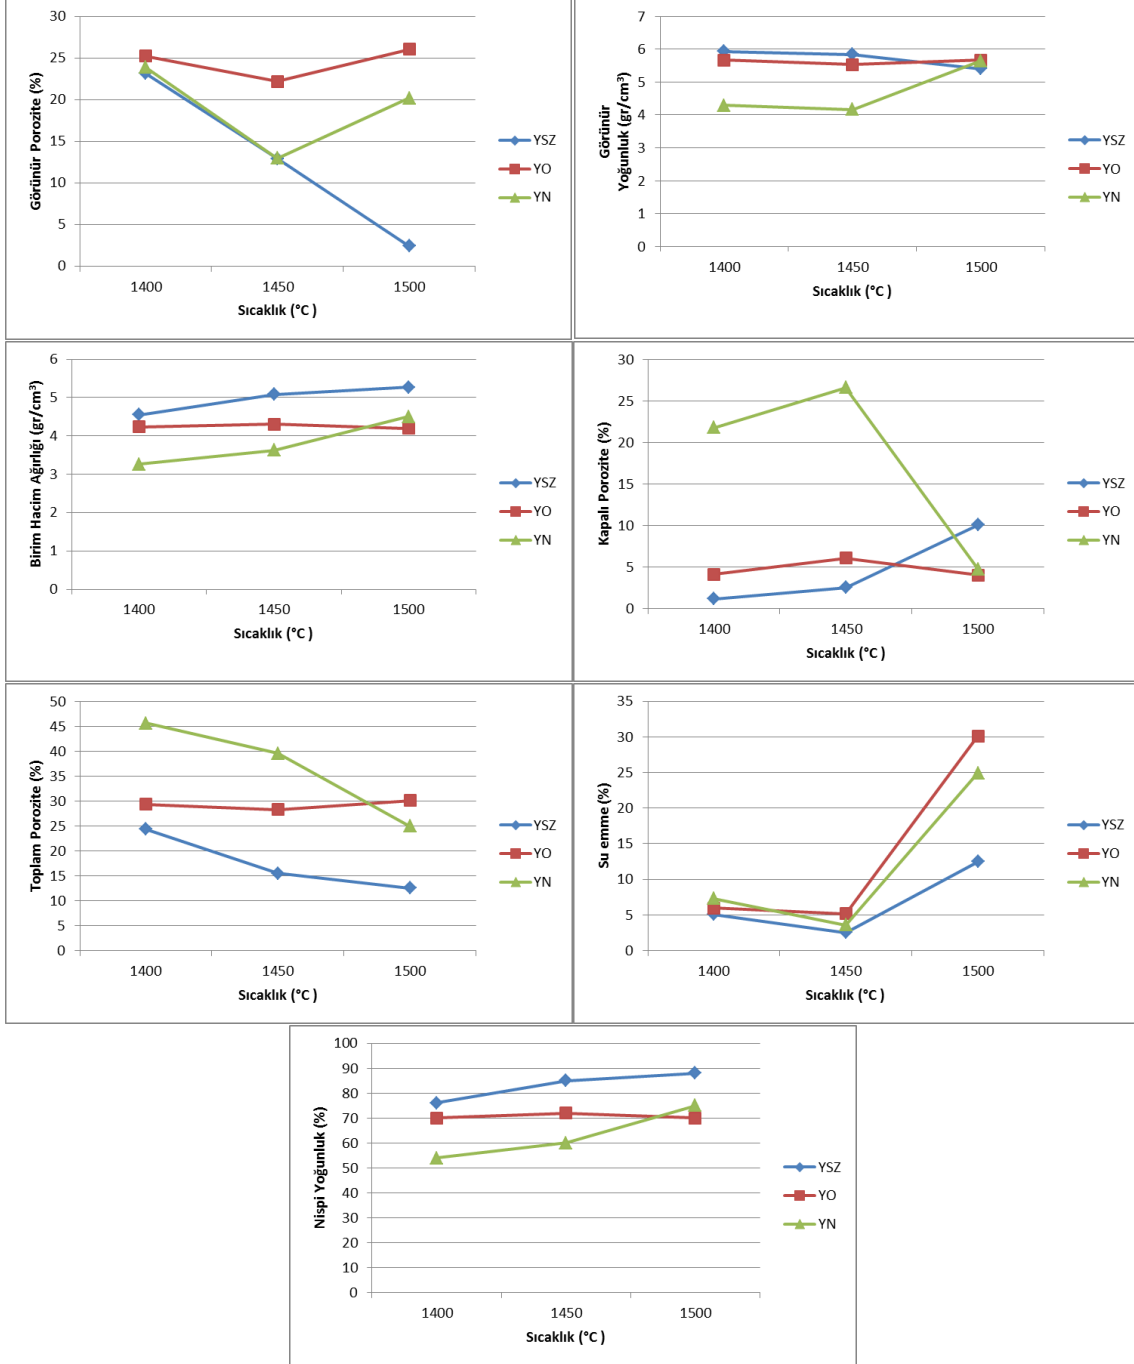 Görünür Porozite (%)
30
25
20
15
10
5
0
1400 1450 1500
Sıcaklık (°C )
YSZ
YO
YN
Görünür
Yoğunluk (gr/cm³)
7
6
5
4
3
2
1
0
1400 1450 1500
Sıcaklık (°C )
YSZ
YO
YN
Birim Hacim Ağırlığı (gr/cm³)
6
5
4
3
2
1
0
1400 1450 1500
Sıcaklık (°C )
YSZ
YO
YN
Kapalı Porozite (%)
30
25
20
15
10
5
0
1400 1450 1500
Sıcaklık (°C )
YSZ
YO
YN
Toplam Porozite (%)
50
45
40
35
30
25
20
15
10
5
0
1400 1450 1500
Sıcaklık (°C )
YSZ
YO
YN
Su emme (%)
35
30
25
20
15
10
5
0
1400 1450 1500
Sıcaklık (°C )
YSZ
YO
YN
Nispi Yoğunluk (%)
100
90
80
70
60
50
40
30
20
10
0
1400 1450 1500
Sıcaklık (°C )
YSZ
YO
YN